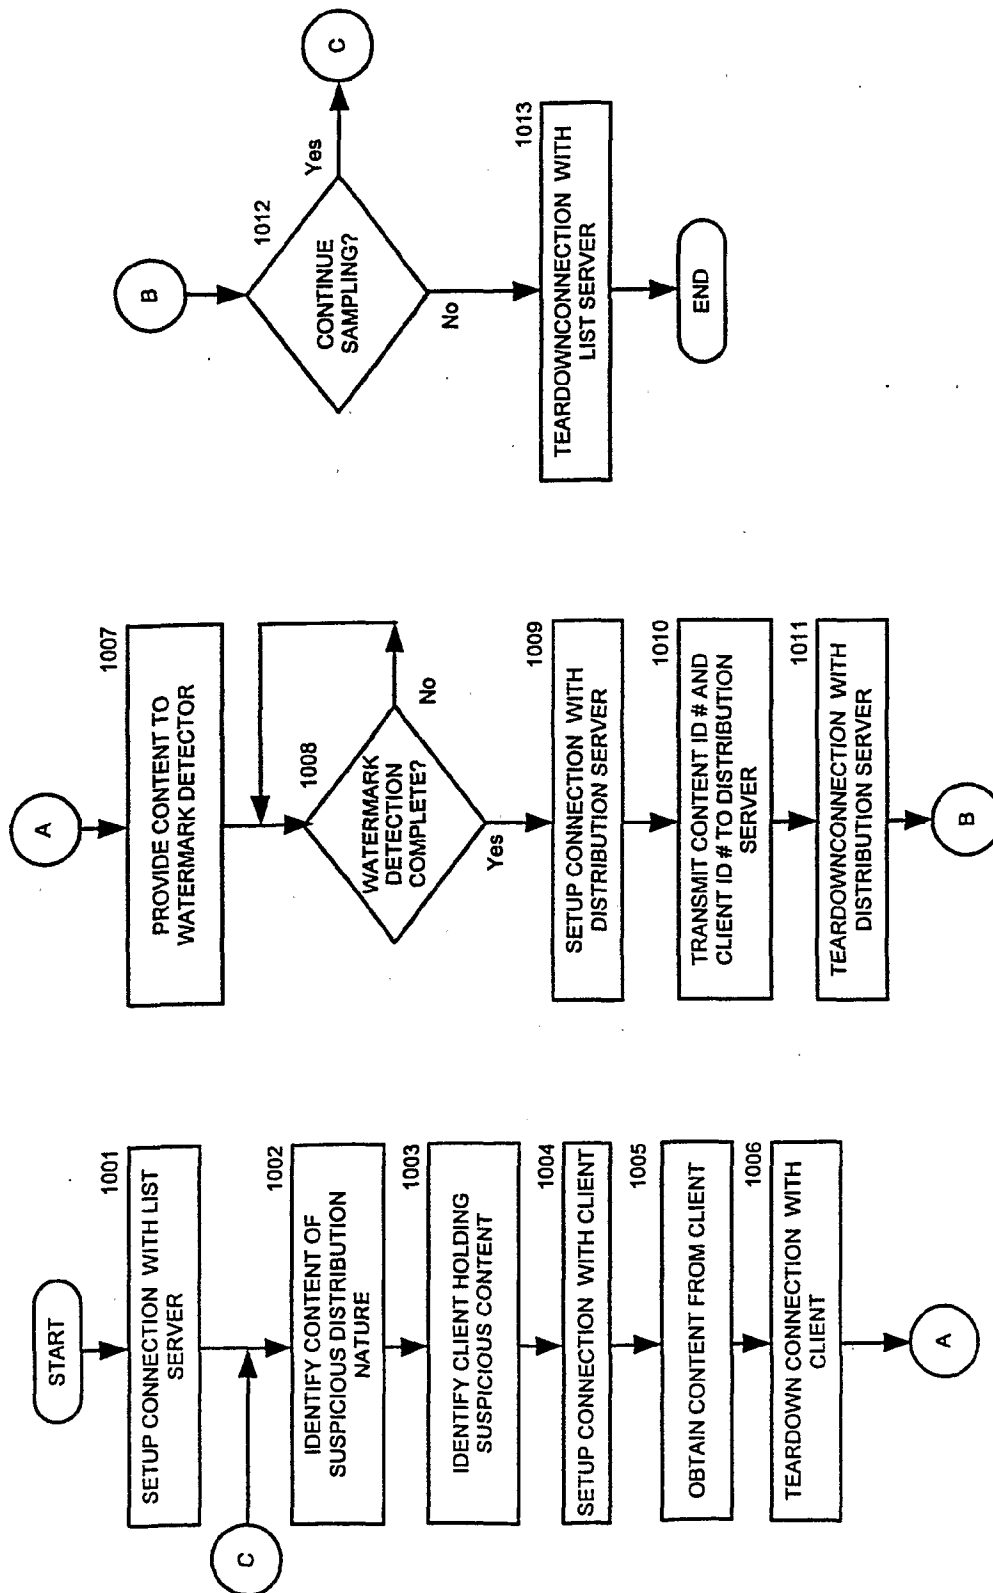 START
1001
SETUP CONNECTION WITH LIST
SERVER
C
1002
IDENTIFY CONTENT OF
SUSPICIOUS DISTRIBUTION
NATURE
1003
IDENTIFY CLIENT HOLDING
SUSPICIOUS CONTENT
1004
SETUP CONNECTION WITH CLIENT
1005
OBTAIN CONTENT FROM CLIENT
1006
TEARDOWN CONNECTION WITH
CLIENT
A
A
1007
PROVIDE CONTENT TO
WATERMARK DETECTOR
1008
WATERMARK
DETECTION
COMPLETE?
No
Yes
1009
SETUP CONNECTION WITH
DISTRIBUTION SERVER
1010
TRANSMIT CONTENT ID # AND
CLIENT ID # TO DISTRIBUTION
SERVER
1011
TEARDOWNCONNECTION WITH
DISTRIBUTION SERVER
B
B
1012
CONTINUE
SAMPLING?
Yes
C
No
1013
TEARDOWNCONNECTION WITH
LIST SERVER
END